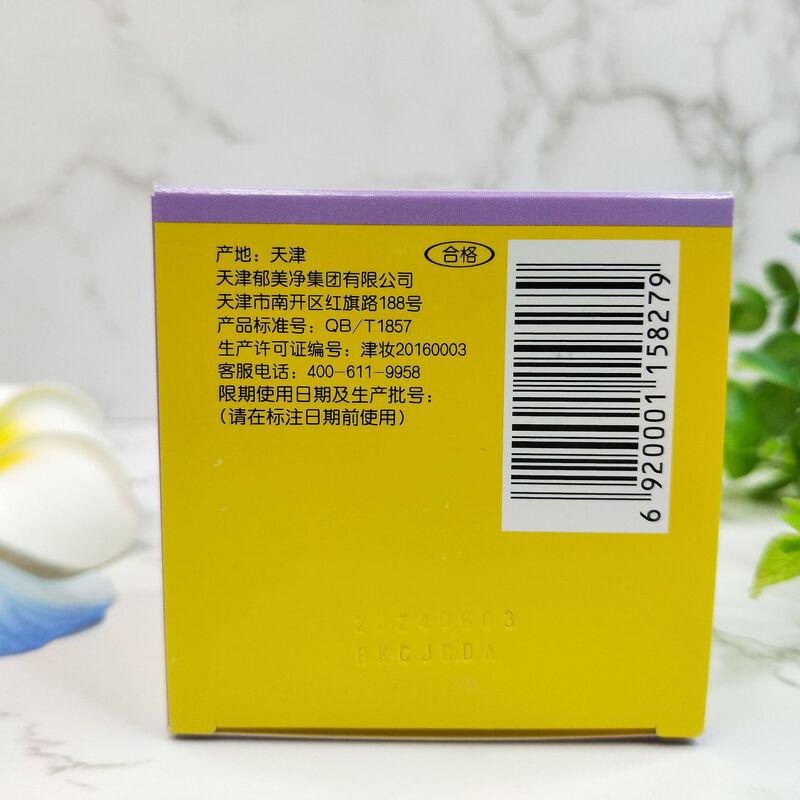 产地：天津
合格
天津郁美净集团有限公司
天津市南开区红旗路188号
产品标准号：QB/T1857
生产许可证编号：津妆20160003
客服电话：400-611-9958
限期使用日期及生产批号：
（请在标注日期前使用）
6 920001 158279
20240603